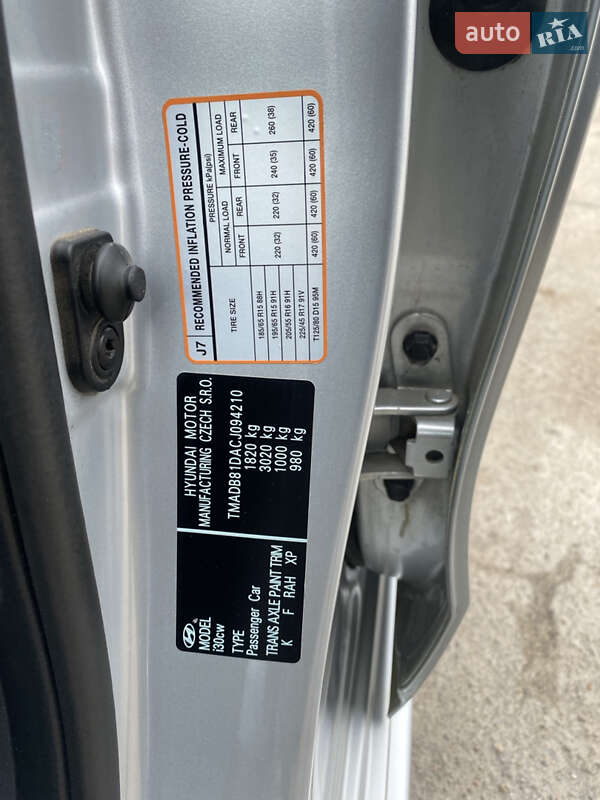 auto RIA.com
J7 RECOMMENDED INFLATION PRESSURE-COLD
TIRE SIZE PRESSURE kPa(psi)
NORMAL LOAD MAXIMUM LOAD
FRONT REAR FRONT REAR
185/65 R15 88H 220 (32) 220 (32) 240 (35) 260 (38)
195/65 R15 91H
205/55 R16 91H
225/45 R17 91V
T125/80 D15 95M 420 (60) 420 (60) 420 (60) 420 (60)
HYUNDAI MOTOR
MANUFACTURING CZECH S.R.O.
TMADB81DACJ094210
1820 kg
3020 kg
1000 kg
980 kg
MODEL
i30cw
TYPE
Passenger Car
TRANS AXLE PAINT TRIM
K F RAH XP